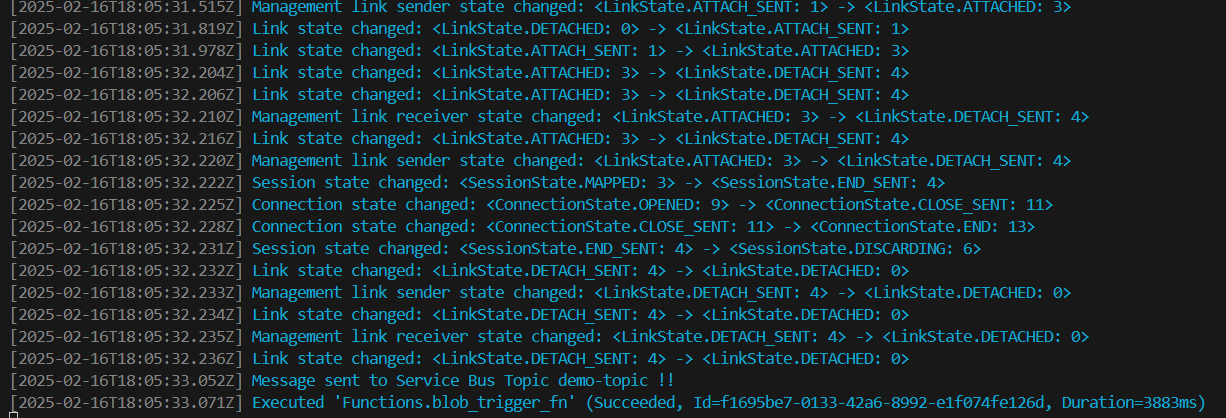 [2025-02-16T18:05:31.515Z] Management link sender state changed: <LinkState.ATTACH_SENT: 1> -> <LinkState.ATTACHED: 3>
[2025-02-16T18:05:31.819Z] Link state changed: <LinkState.DETACHED: 0> -> <LinkState.ATTACH_SENT: 1>
[2025-02-16T18:05:31.978Z] Link state changed: <LinkState.ATTACH_SENT: 1> -> <LinkState.ATTACHED: 3>
[2025-02-16T18:05:32.204Z] Link state changed: <LinkState.ATTACHED: 3> -> <LinkState.DETACH_SENT: 4>
[2025-02-16T18:05:32.206Z] Link state changed: <LinkState.ATTACHED: 3> -> <LinkState.DETACH_SENT: 4>
[2025-02-16T18:05:32.210Z] Management link receiver state changed: <LinkState.ATTACHED: 3> -> <LinkState.DETACH_SENT: 4>
[2025-02-16T18:05:32.216Z] Link state changed: <LinkState.ATTACHED: 3> -> <LinkState.DETACH_SENT: 4>
[2025-02-16T18:05:32.220Z] Management link sender state changed: <LinkState.ATTACHED: 3> -> <LinkState.DETACH_SENT: 4>
[2025-02-16T18:05:32.222Z] Session state changed: <SessionState.MAPPED: 3> -> <SessionState.END_SENT: 4>
[2025-02-16T18:05:32.225Z] Connection state changed: <ConnectionState.OPENED: 9> -> <ConnectionState.CLOSE_SENT: 11>
[2025-02-16T18:05:32.228Z] Connection state changed: <ConnectionState.CLOSE_SENT: 11> -> <ConnectionState.END: 13>
[2025-02-16T18:05:32.231Z] Session state changed: <SessionState.END_SENT: 4> -> <SessionState.DISCARDING: 6>
[2025-02-16T18:05:32.232Z] Link state changed: <LinkState.DETACH_SENT: 4> -> <LinkState.DETACHED: 0>
[2025-02-16T18:05:32.233Z] Management link sender state changed: <LinkState.DETACH_SENT: 4> -> <LinkState.DETACHED: 0>
[2025-02-16T18:05:32.234Z] Link state changed: <LinkState.DETACH_SENT: 4> -> <LinkState.DETACHED: 0>
[2025-02-16T18:05:32.235Z] Management link receiver state changed: <LinkState.DETACH_SENT: 4> -> <LinkState.DETACHED: 0>
[2025-02-16T18:05:32.236Z] Link state changed: <LinkState.DETACH_SENT: 4> -> <LinkState.DETACHED: 0>
[2025-02-16T18:05:33.052Z] Message sent to Service Bus Topic demo-topic !!
[2025-02-16T18:05:33.071Z] Executed 'Functions.blob_trigger_fn' (Succeeded, Id=f1695be7-0133-42a6-8992-e1f074fe126d, Duration=3883ms)